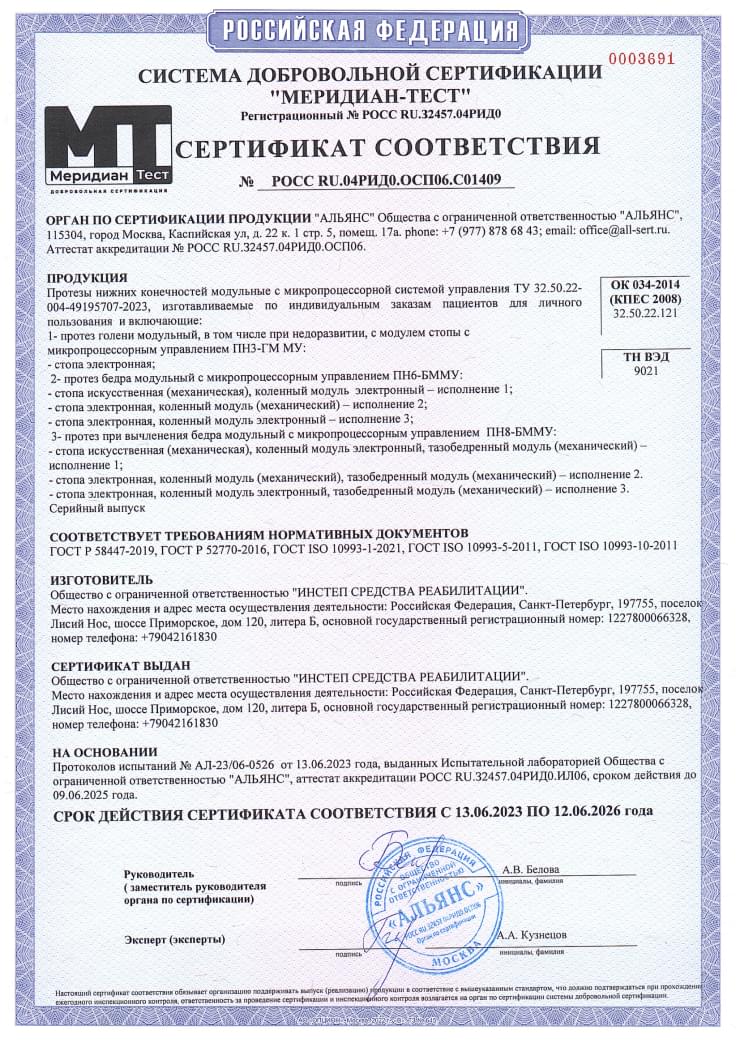 РОССИЙСКАЯ ФЕДЕРАЦИЯ
0003691
СИСТЕМА ДОБРОВОЛЬНОЙ СЕРТИФИКАЦИИ
"МЕРИДИАН-ТЕСТ"
Регистрационный № РОСС RU.З2457.04РИД0
МТ
Меридиан Тест
ДОБРОВОЛЬНАЯ СЕРТИФИКАЦИЯ
СЕРТИФИКАТ СООТВЕТСТВИЯ
№ РОСС RU.04РИД0.ОСП06.С01409
ОРГАН ПО СЕРТИФИКАЦИИ ПРОДУКЦИИ "АЛЬЯНС" Общества с ограниченной ответственностью "АЛЬЯНС",
115304, город Москва, Каспийская ул, д. 22 к. 1 стр. 5, помещ. 17а. phone: +7 (977) 878 68 43; email: office@all-sert.ru.
Аттестат аккредитации № РОСС RU.З2457.04РИД0.ОСП06.
ПРОДУКЦИЯ
Протезы нижних конечностей модульные с микропроцессорной системой управления ТУ 32.50.22-
004-49195707-2023, изготавливаемые по индивидуальным заказам пациентов для личного
пользования и включающие:
1- протез голени модульный, в том числе при недоразвитии, с модулем стопы с
микропроцессорным управлением ПН3-ГМ МУ:
- стопа электронная;
2- протез бедра модульный с микропроцессорным управлением ПН6-БММУ:
- стопа искусственная (механическая), коленный модуль электронный – исполнение 1;
- стопа электронная, коленный модуль (механический) – исполнение 2;
- стопа электронная, коленный модуль электронный – исполнение 3;
3- протез при вычленения бедра модульный с микропроцессорным управлением ПН8-БММУ:
- стопа искусственная (механическая), коленный модуль электронный, тазобедренный модуль (механический) –
исполнение 1;
- стопа электронная, коленный модуль (механический), тазобедренный модуль (механический) – исполнение 2.
- стопа электронная, коленный модуль электронный, тазобедренный модуль (механический) – исполнение 3.
Серийный выпуск
ОК 034-2014
(КПЕС 2008)
32.50.22.121
ТН ВЭД
9021
СООТВЕТСТВУЕТ ТРЕБОВАНИЯМ НОРМАТИВНЫХ ДОКУМЕНТОВ
ГОСТ Р 58447-2019, ГОСТ Р 52770-2016, ГОСТ ISO 10993-1-2021, ГОСТ ISO 10993-5-2011, ГОСТ ISO 10993-10-2011
ИЗГОТОВИТЕЛЬ
Общество с ограниченной ответственностью "ИНСТЕП СРЕДСТВА РЕАБИЛИТАЦИИ".
Место нахождения и адрес места осуществления деятельности: Российская Федерация, Санкт-Петербург, 197755, поселок
Лисий Нос, шоссе Приморское, дом 120, литера Б, основной государственный регистрационный номер: 1227800066328,
номер телефона: +79042161830
СЕРТИФИКАТ ВЫДАН
Общество с ограниченной ответственностью "ИНСТЕП СРЕДСТВА РЕАБИЛИТАЦИИ".
Место нахождения и адрес места осуществления деятельности: Российская Федерация, Санкт-Петербург, 197755, поселок
Лисий Нос, шоссе Приморское, дом 120, литера Б, основной государственный регистрационный номер: 1227800066328,
номер телефона: +79042161830
НА ОСНОВАНИИ
Протоколов испытаний № АЛ-23/06-0526 от 13.06.2023 года, выданных Испытательной лабораторией Общества с
ограниченной ответственностью "АЛЬЯНС", аттестат аккредитации РОСС RU.З2457.04РИД0.ИЛ06, сроком действия до
09.06.2025 года.
СРОК ДЕЙСТВИЯ СЕРТИФИКАТА СООТВЕТСТВИЯ С 13.06.2023 ПО 12.06.2026 года
Руководитель
( заместитель руководителя
органа по сертификации)
подпись
А.В. Белова
инициалы, фамилия
РОССИЙСКАЯ ФЕДЕРАЦИЯ
ОБЩЕСТВО
С ОГРАНИЧЕННОЙ
ОТВЕТСТВЕННОСТЬЮ
«АЛЬЯНС»
РОСС RU.З2457.04РИД0.ОСП06
Орган по сертификации
МОСКВА
Эксперт (эксперты)
подпись
А.А. Кузнецов
инициалы, фамилия
Настоящий сертификат соответствия обязывает организацию поддерживать выпуск (реализацию) продукции в соответствии с вышеуказанным стандартом, что должно подтверждаться при прохождении
ежегодного инспекционного контроля, ответственность за проведение сертификации и инспекционного контроля возлагается на орган по сертификации системы добровольной сертификации.